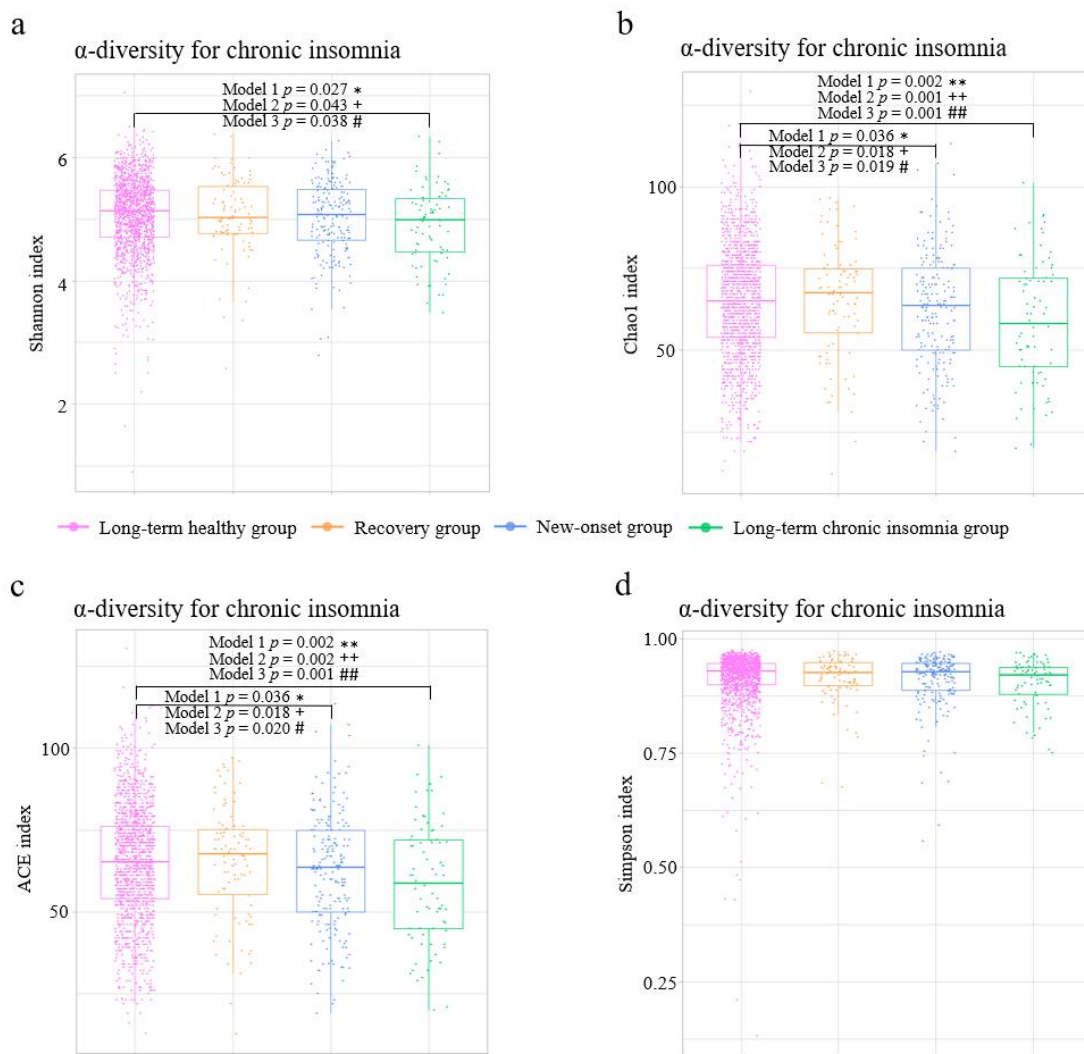 a
α-diversity for chronic insomnia
Model 1 p = 0.027 *
Model 2 p = 0.043 +
Model 3 p = 0.038 #
6
4
2
Shannon index
b
α-diversity for chronic insomnia
Model 1 p = 0.002 **
Model 2 p = 0.001 ++
Model 3 p = 0.001 ##
Model 1 p = 0.036 *
Model 2 p = 0.018 +
Model 3 p = 0.019 #
100
50
Chao1 index
Long-term healthy group
Recovery group
New-onset group
Long-term chronic insomnia group
c
α-diversity for chronic insomnia
Model 1 p = 0.002 **
Model 2 p = 0.002 ++
Model 3 p = 0.001 ##
Model 1 p = 0.036 *
Model 2 p = 0.018 +
Model 3 p = 0.020 #
100
50
ACE index
d
α-diversity for chronic insomnia
1.00
0.75
0.50
0.25
Simpson index